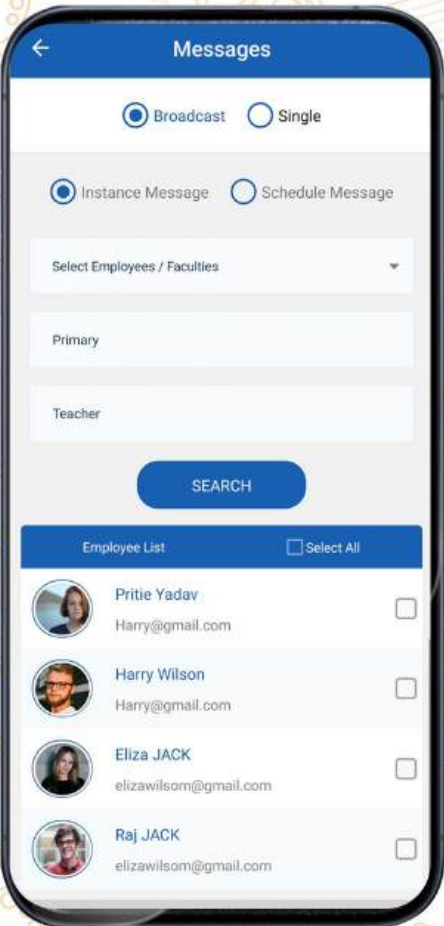 Messages
Broadcast Single
Instance Message Schedule Message
Select Employees / Faculties
Primary
Teacher
SEARCH
Employee List Select All
Pritie Yadav
Harry@gmail.com
Harry Wilson
Harry@gmail.com
Eliza JACK
elizawilsom@gmail.com
Raj JACK
elizawilsom@gmail.com